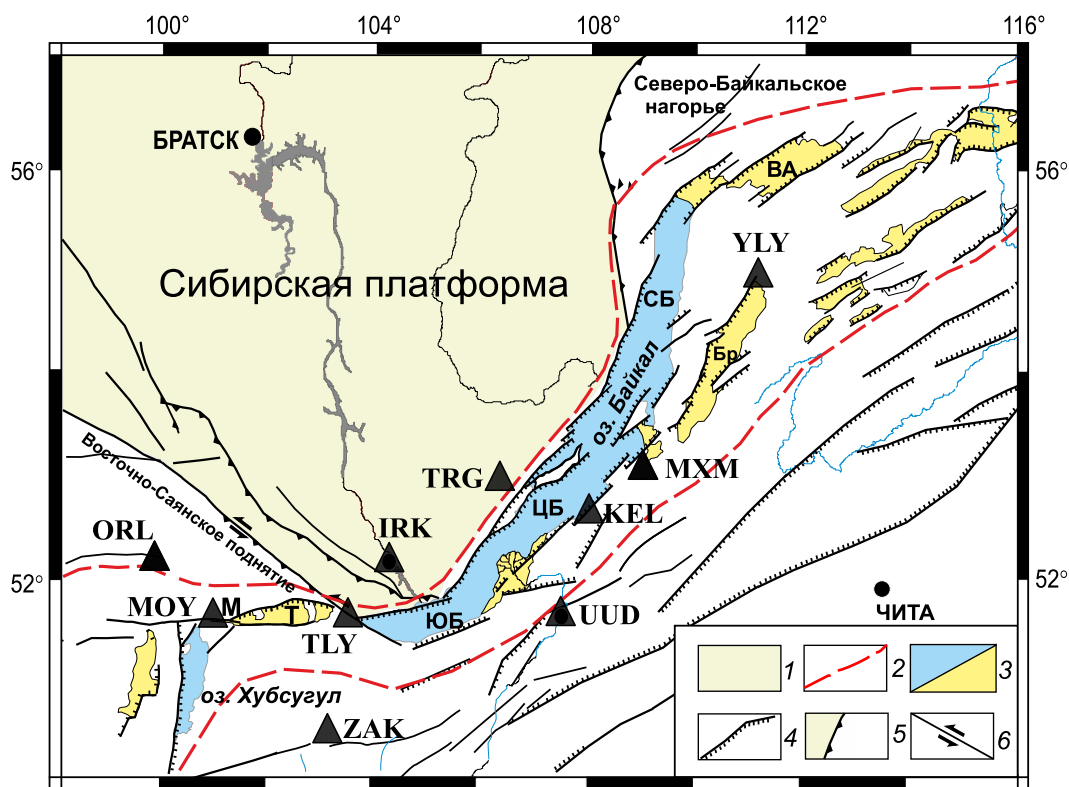 100° 104° 108° 112° 116°
Северо-Байкальское
нагорье
БРАТСК
56° 56°
ВА
YLY
Сибирская платформа
СБ
Бр
оз. Байкал
Восточно-Саянское поднятие
TRG
MXM
ЦБ
KEL
ORL
IRK
52° 52°
ЧИТА
MOY
М
Т
TLY
ЮБ
UUD
оз. Хубсугул
ZAK
1 2 3
4 5 6